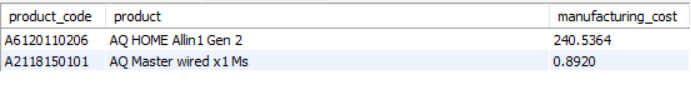 product_code product manufacturing_cost
A6120110206 AQ HOME Allin1 Gen 2 240.5364
A2118150101 AQ Master wired x1 Ms 0.8920